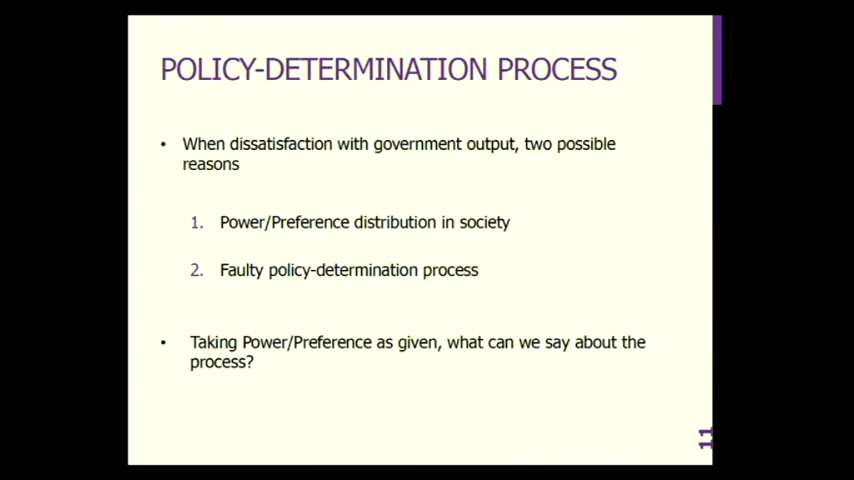 POLICY-DETERMINATION PROCESS
• When dissatisfaction with government output, two possible
reasons
1. Power/Preference distribution in society
2. Faulty policy-determination process
• Taking Power/Preference as given, what can we say about the
process?
11